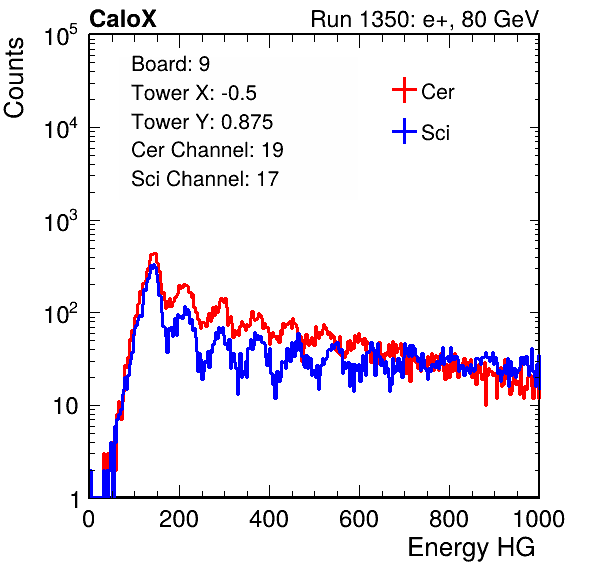 CaloX Run 1350: e+, 80 GeV
Board: 9
Tower X: -0.5
Tower Y: 0.875
Cer Channel: 19
Sci Channel: 17
Cer
Sci
Counts
10^5
10^4
10^3
10^2
10
1
0 200 400 600 800 1000
Energy HG